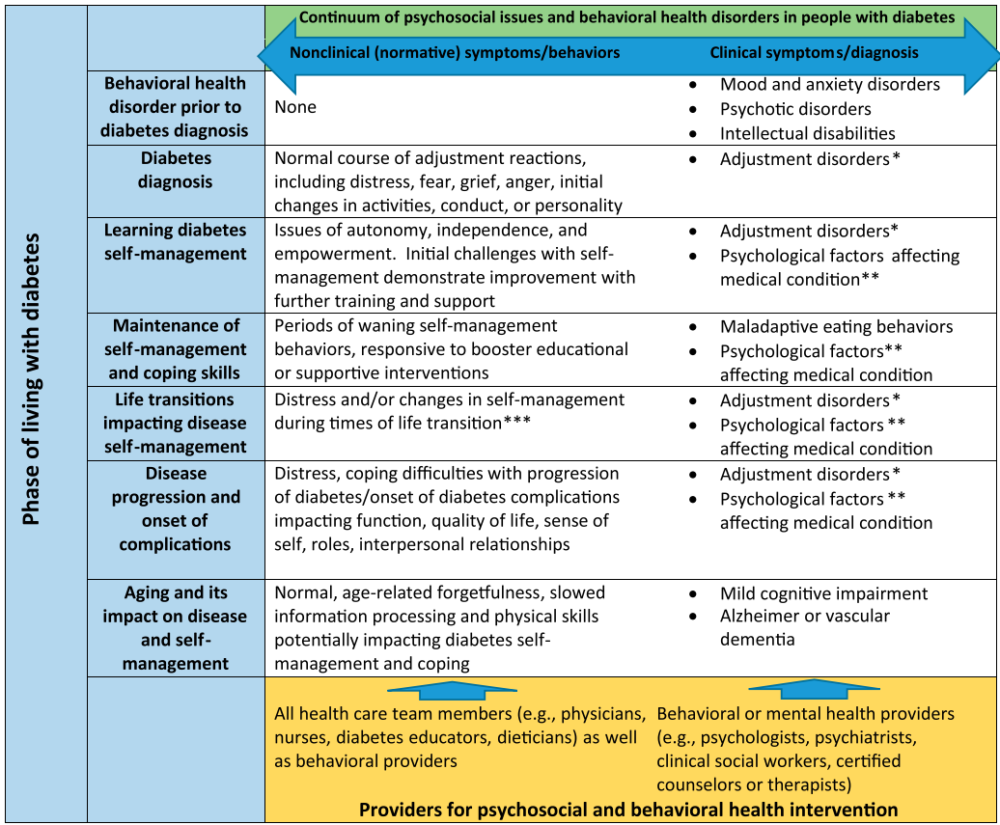 Continuum of psychosocial issues and behavioral health disorders in people with diabetes
Nonclinical (normative) symptoms/behaviors
Clinical symptoms/diagnosis
Phase of living with diabetes
Behavioral health
disorder prior to
diabetes diagnosis
None
• Mood and anxiety disorders
• Psychotic disorders
• Intellectual disabilities
Diabetes
diagnosis
Normal course of adjustment reactions,
including distress, fear, grief, anger, initial
changes in activities, conduct, or personality
• Adjustment disorders*
Learning diabetes
self-management
Issues of autonomy, independence, and
empowerment. Initial challenges with self-
management demonstrate improvement with
further training and support
• Adjustment disorders*
• Psychological factors affecting
medical condition**
Maintenance of
self-management
and coping skills
Periods of waning self-management
behaviors, responsive to booster educational
or supportive interventions
• Maladaptive eating behaviors
• Psychological factors**
affecting medical condition
Life transitions
impacting disease
self-management
Distress and/or changes in self-management
during times of life transition***
• Adjustment disorders*
• Psychological factors **
affecting medical condition
Disease
progression and
onset of
complications
Distress, coping difficulties with progression
of diabetes/onset of diabetes complications
impacting function, quality of life, sense of
self, roles, interpersonal relationships
• Adjustment disorders*
• Psychological factors **
affecting medical condition
Aging and its
impact on disease
and self-
management
Normal, age-related forgetfulness, slowed
information processing and physical skills
potentially impacting diabetes self-
management and coping
• Mild cognitive impairment
• Alzheimer or vascular
dementia
All health care team members (e.g., physicians,
nurses, diabetes educators, dieticians) as well
as behavioral providers
Behavioral or mental health providers
(e.g., psychologists, psychiatrists,
clinical social workers, certified
counselors or therapists)
Providers for psychosocial and behavioral health intervention